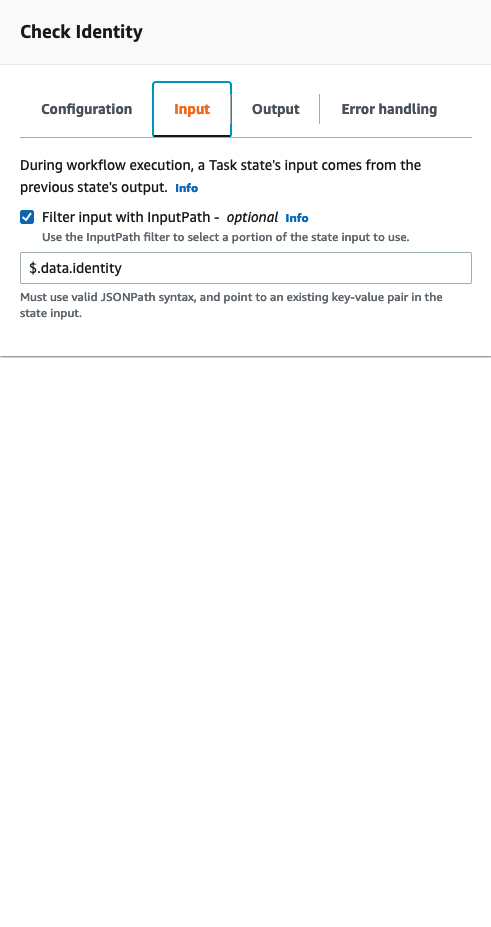 Check Identity
Configuration Input Output Error handling
During workflow execution, a Task state's input comes from the
previous state's output. Info
Filter input with InputPath - optional Info
Use the InputPath filter to select a portion of the state input to use.
$.data.identity
Must use valid JSONPath syntax, and point to an existing key-value pair in the
state input.